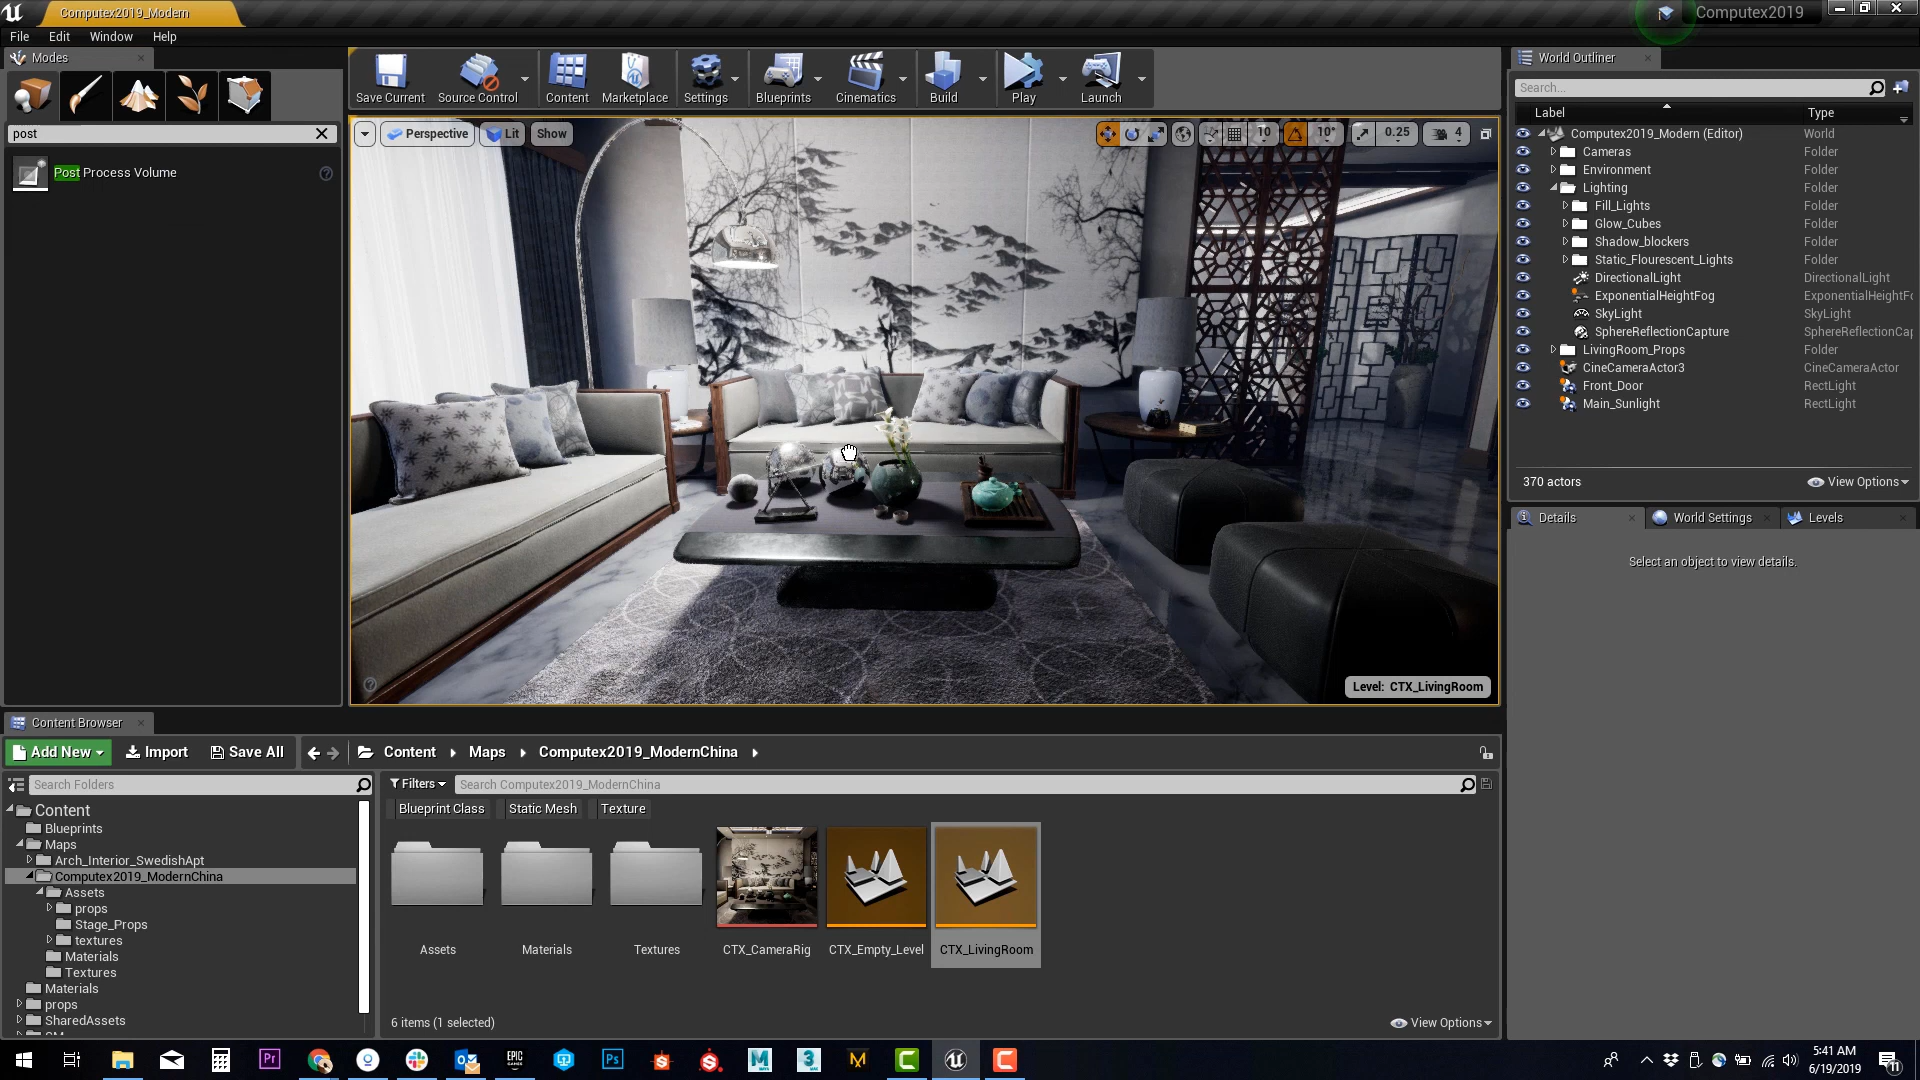 Computex2019_Modern
Computex2019
File Edit Window Help
Modes
post
Post Process Volume
Save Current
Source Control
Content
Marketplace
Settings
Blueprints
Cinematics
Build
Play
Launch
Perspective
Lit
Show
10
10°
0.25
4
Level: CTX_LivingRoom
World Outliner
Search...
Label Type
Computex2019_Modern (Editor) World
Cameras Folder
Environment Folder
Lighting Folder
Fill_Lights Folder
Glow_Cubes Folder
Shadow_blockers Folder
Static_Flourescent_Lights Folder
DirectionalLight DirectionalLight
ExponentialHeightFog ExponentialHeightFo
SkyLight SkyLight
SphereReflectionCapture SphereReflectionCap
LivingRoom_Props Folder
CineCameraActor3 CineCameraActor
Front_Door RectLight
Main_Sunlight RectLight
370 actors
View Options
Details
World Settings
Levels
Select an object to view details.
Content Browser
Add New
Import
Save All
Content
Maps
Computex2019_ModernChina
Search Folders
Filters
Search Computex2019_ModernChina
Blueprint Class
Static Mesh
Texture
Content
Blueprints
Maps
Arch_Interior_SwedishApt
Computex2019_ModernChina
Assets
props
Stage_Props
textures
Materials
Textures
Materials
props
SharedAssets
Assets
Materials
Textures
CTX_CameraRig
CTX_Empty_Level
CTX_LivingRoom
6 items (1 selected)
View Options
Pr
EPIC
GAMES
Ps
5:41 AM
6/19/2019
11